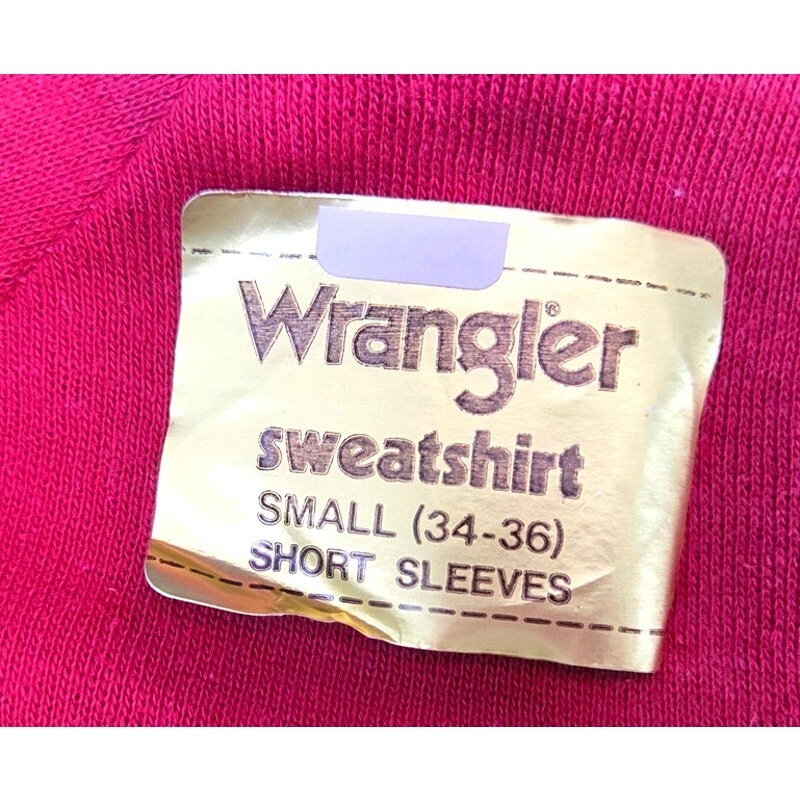 Wrangler®
sweatshirt
SMALL (34-36)
SHORT SLEEVES